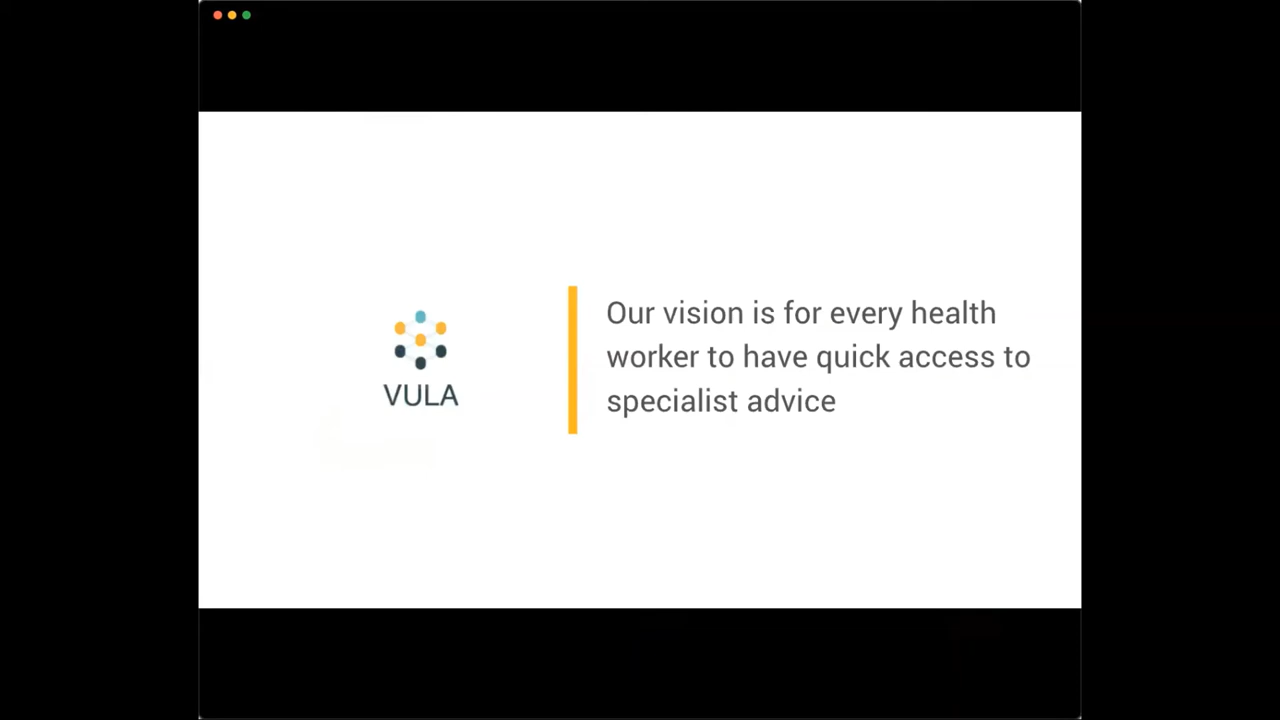 VULA
Our vision is for every health
worker to have quick access to
specialist advice